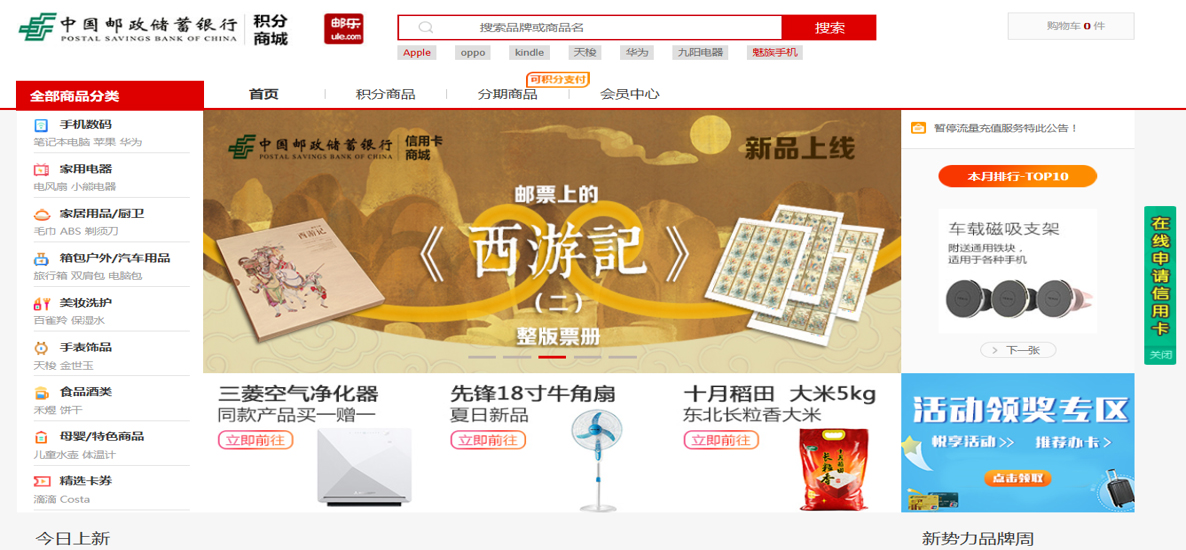 中国邮政储蓄银行
POSTAL SAVINGS BANK OF CHINA
积分
商城
邮乐
ule.com
搜索品牌或商品名
搜索
购物车 0 件
Apple oppo kindle 天梭 华为 九阳电器 魅族手机
可积分支付
全部商品分类
首页 积分商品 分期商品 会员中心
手机数码
笔记本电脑 苹果 华为
家用电器
电风扇 小熊电器
家居用品/厨卫
毛巾 ABS 剃须刀
箱包户外/汽车用品
旅行箱 双肩包 电脑包
美妆洗护
百雀羚 保湿水
手表饰品
天梭 金世玉
食品酒类
禾煜 饼干
母婴/特色商品
儿童水壶 体温计
精选卡券
滴滴 Costa
中国邮政储蓄银行
POSTAL SAVINGS BANK OF CHINA
信用卡
商城
新品上线
邮票上的
《西游記》
(二)
整版票册
西游记
暂停流量充值服务特此公告！
本月排行-TOP10
车载磁吸支架
附送通用铁块，
适用于各种手机
下一张
在线申请信用卡
关闭
三菱空气净化器
同款产品买一赠一
立即前往
先锋18寸牛角扇
夏日新品
立即前往
十月稻田 大米5kg
东北长粒香大米
立即前往
十月稻田
长粒香
活动领奖专区
悦享活动>> 推荐办卡>
点击领取
今日上新
新势力品牌周